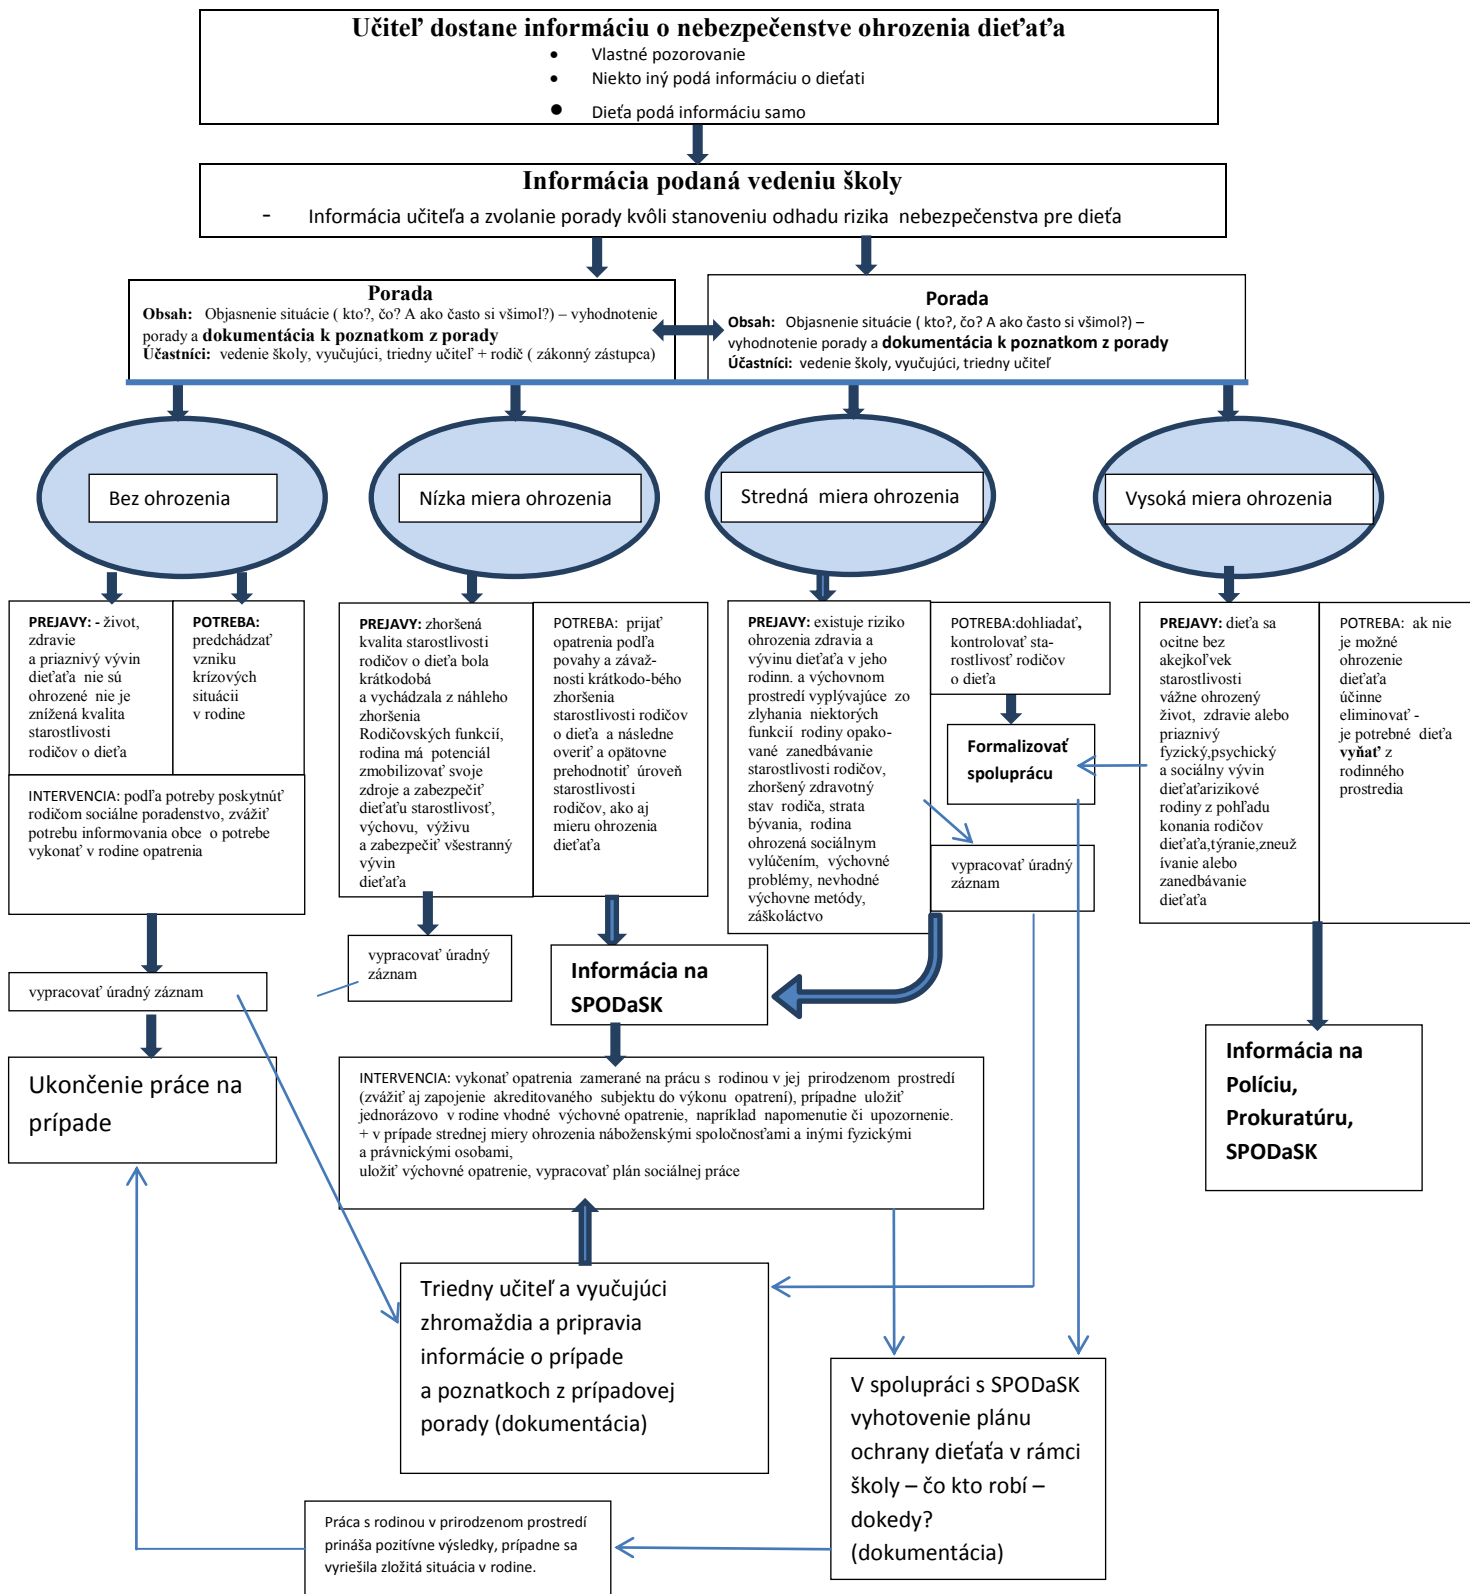 Učiteľ dostane informáciu o nebezpečenstve ohrozenia dieťaťa
• Vlastné pozorovanie
• Niekto iný podá informáciu o dieťati
• Dieťa podá informáciu samo
Informácia podaná vedeniu školy
- Informácia učiteľa a zvolanie porady kvôli stanoveniu odhadu rizika nebezpečenstva pre dieťa
Porada
Obsah: Objasnenie situácie ( kto?, čo? A ako často si všimol?) – vyhodnotenie
porady a dokumentácia k poznatkom z porady
Účastníci: vedenie školy, vyučujúci, triedny učiteľ + rodič ( zákonný zástupca)
Porada
Obsah: Objasnenie situácie ( kto?, čo? A ako často si všimol?) –
vyhodnotenie porady a dokumentácia k poznatkom z porady
Účastníci: vedenie školy, vyučujúci, triedny učiteľ
Bez ohrozenia
Nízka miera ohrozenia
Stredná miera ohrozenia
Vysoká miera ohrozenia
PREJAVY: - život,
zdravie
a priaznivý vývin
dieťaťa nie sú
ohrozené nie je
znížená kvalita
starostlivosti
rodičov o dieťa
POTREBA:
predchádzať
vzniku
krízových
situácii
v rodine
INTERVENCIA: podľa potreby poskytnúť
rodičom sociálne poradenstvo, zvážiť
potrebu informovania obce o potrebe
vykonať v rodine opatrenia
PREJAVY: zhoršená
kvalita starostlivosti
rodičov o dieťa bola
krátkodobá
a vychádzala z náhleho
zhoršenia
Rodičovských funkcií,
rodina má potenciál
zmobilizovať svoje
zdroje a zabezpečiť
dieťaťu starostlivosť,
výchovu, výživu
a zabezpečiť všestranný
vývin
dieťaťa
POTREBA: prijať
opatrenia podľa
povahy a závaž-
nosti krátkodo-bého
zhoršenia
starostlivosti rodičov
o dieťa a následne
overiť a opätovne
prehodnotiť úroveň
starostlivosti
rodičov, ako aj
mieru ohrozenia
dieťaťa
PREJAVY: existuje riziko
ohrozenia zdravia a
vývinu dieťaťa v jeho
rodinn. a výchovnom
prostredí vyplývajúce zo
zlyhania niektorých
funkcií rodiny opako-
vané zanedbávanie
starostlivosti rodičov,
zhoršený zdravotný
stav rodiča, strata
bývania, rodina
ohrozená sociálnym
vylúčením, výchovné
problémy, nevhodné
výchovne metódy,
záškoláctvo
POTREBA:dohliadať,
kontrolovať sta-
rostlivosť rodičov
o dieťa
Formalizovať
spoluprácu
vypracovať úradný
záznam
PREJAVY: dieťa sa
ocitne bez
akejkoľvek
starostlivosti
vážne ohrozený
život, zdravie alebo
priaznivý
fyzický,psychický
a sociálny vývin
dieťaťarizikové
rodiny z pohľadu
konania rodičov
dieťaťa,týranie,zneuž
ívanie alebo
zanedbávanie
dieťaťa
POTREBA: ak nie
je možné
ohrozenie
dieťaťa
účinne
eliminovať -
je potrebné dieťa
vyňať z
rodinného
prostredia
vypracovať úradný záznam
vypracovať úradný
záznam
Informácia na
SPODaSK
Ukončenie práce na
prípade
INTERVENCIA: vykonať opatrenia zamerané na prácu s rodinou v jej prirodzenom prostredí
(zvážiť aj zapojenie akreditovaného subjektu do výkonu opatrení), prípadne uložiť
jednorázovo v rodine vhodné výchovné opatrenie, napríklad napomenutie či upozornenie.
+ v prípade strednej miery ohrozenia náboženskými spoločnosťami a inými fyzickými
a právnickými osobami,
uložiť výchovné opatrenie, vypracovať plán sociálnej práce
Informácia na
Políciu,
Prokuratúru,
SPODaSK
Triedny učiteľ a vyučujúci
zhromaždia a pripravia
informácie o prípade
a poznatkoch z prípadovej
porady (dokumentácia)
V spolupráci s SPODaSK
vyhotovenie plánu
ochrany dieťaťa v rámci
školy – čo kto robí –
dokedy?
(dokumentácia)
Práca s rodinou v prirodzenom prostredí
prináša pozitívne výsledky, prípadne sa
vyriešila zložitá situácia v rodine.